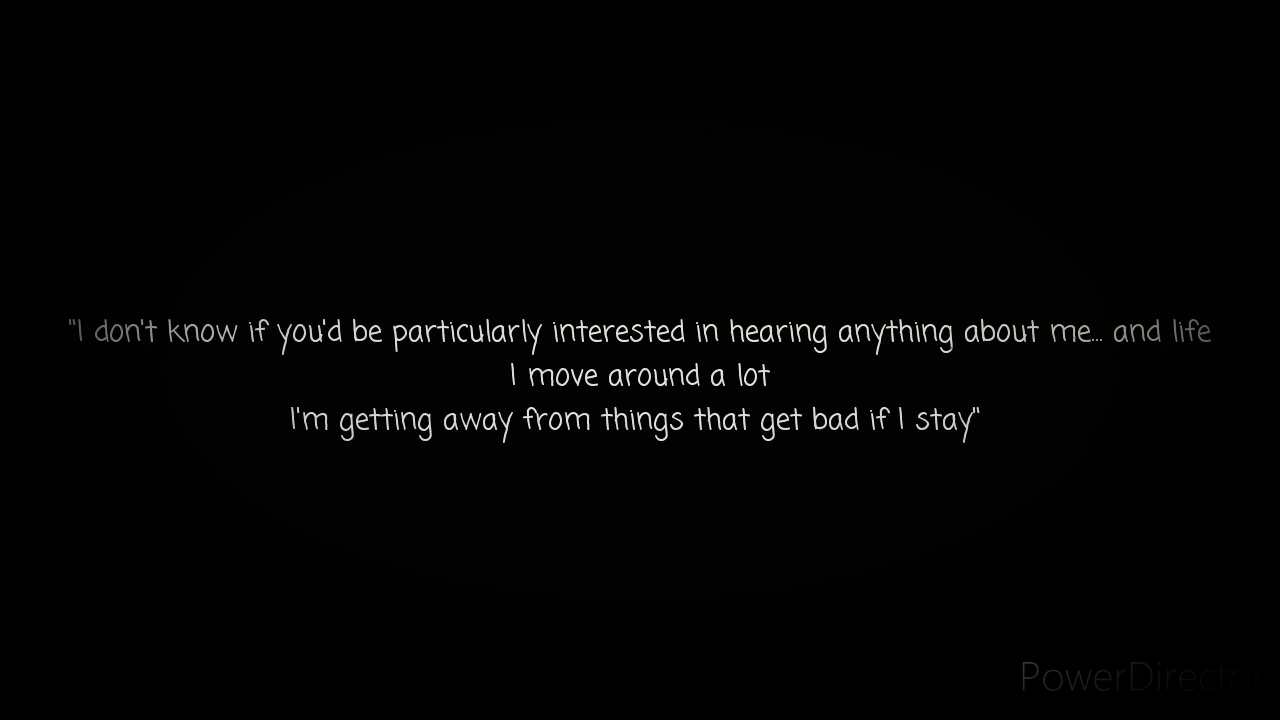 "I don't know if you'd be particularly interested in hearing anything about me... and life
I move around a lot
I'm getting away from things that get bad if I stay"
PowerDirector